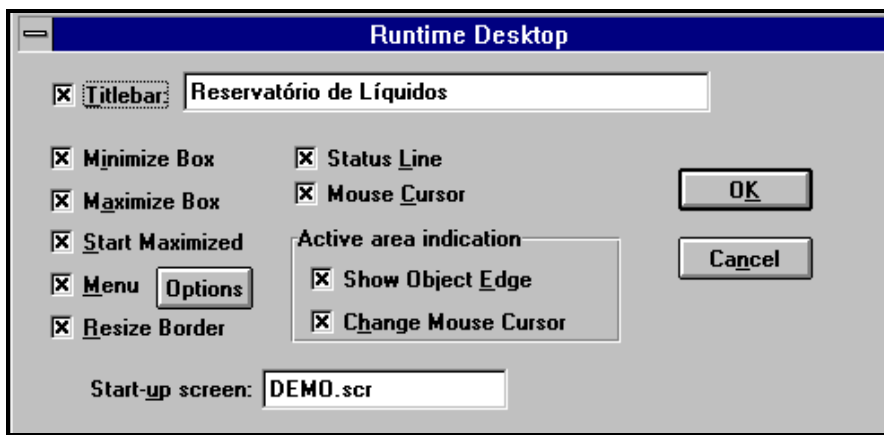 Runtime Desktop
Titlebar: Reservatório de Líquidos
Minimize Box
Status Line
Maximize Box
Mouse Cursor
OK
Start Maximized
Active area indication
Menu Options
Show Object Edge
Cancel
Resize Border
Change Mouse Cursor
Start-up screen: DEMO.scr